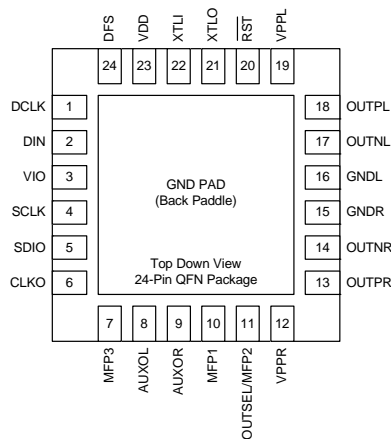 DFS
VDD
XTLI
XTLO
RST
VPPL
24
23
22
21
20
19
DCLK 1
DIN 2
VIO 3
SCLK 4
SDIO 5
CLKO 6
18 OUTPL
17 OUTNL
16 GNDL
15 GNDR
14 OUTNR
13 OUTPR
GND PAD
(Back Paddle)
Top Down View
24-Pin QFN Package
7
8
9
10
11
12
MFP3
AUXOL
AUXOR
MFP1
OUTSEL/MFP2
VPPR